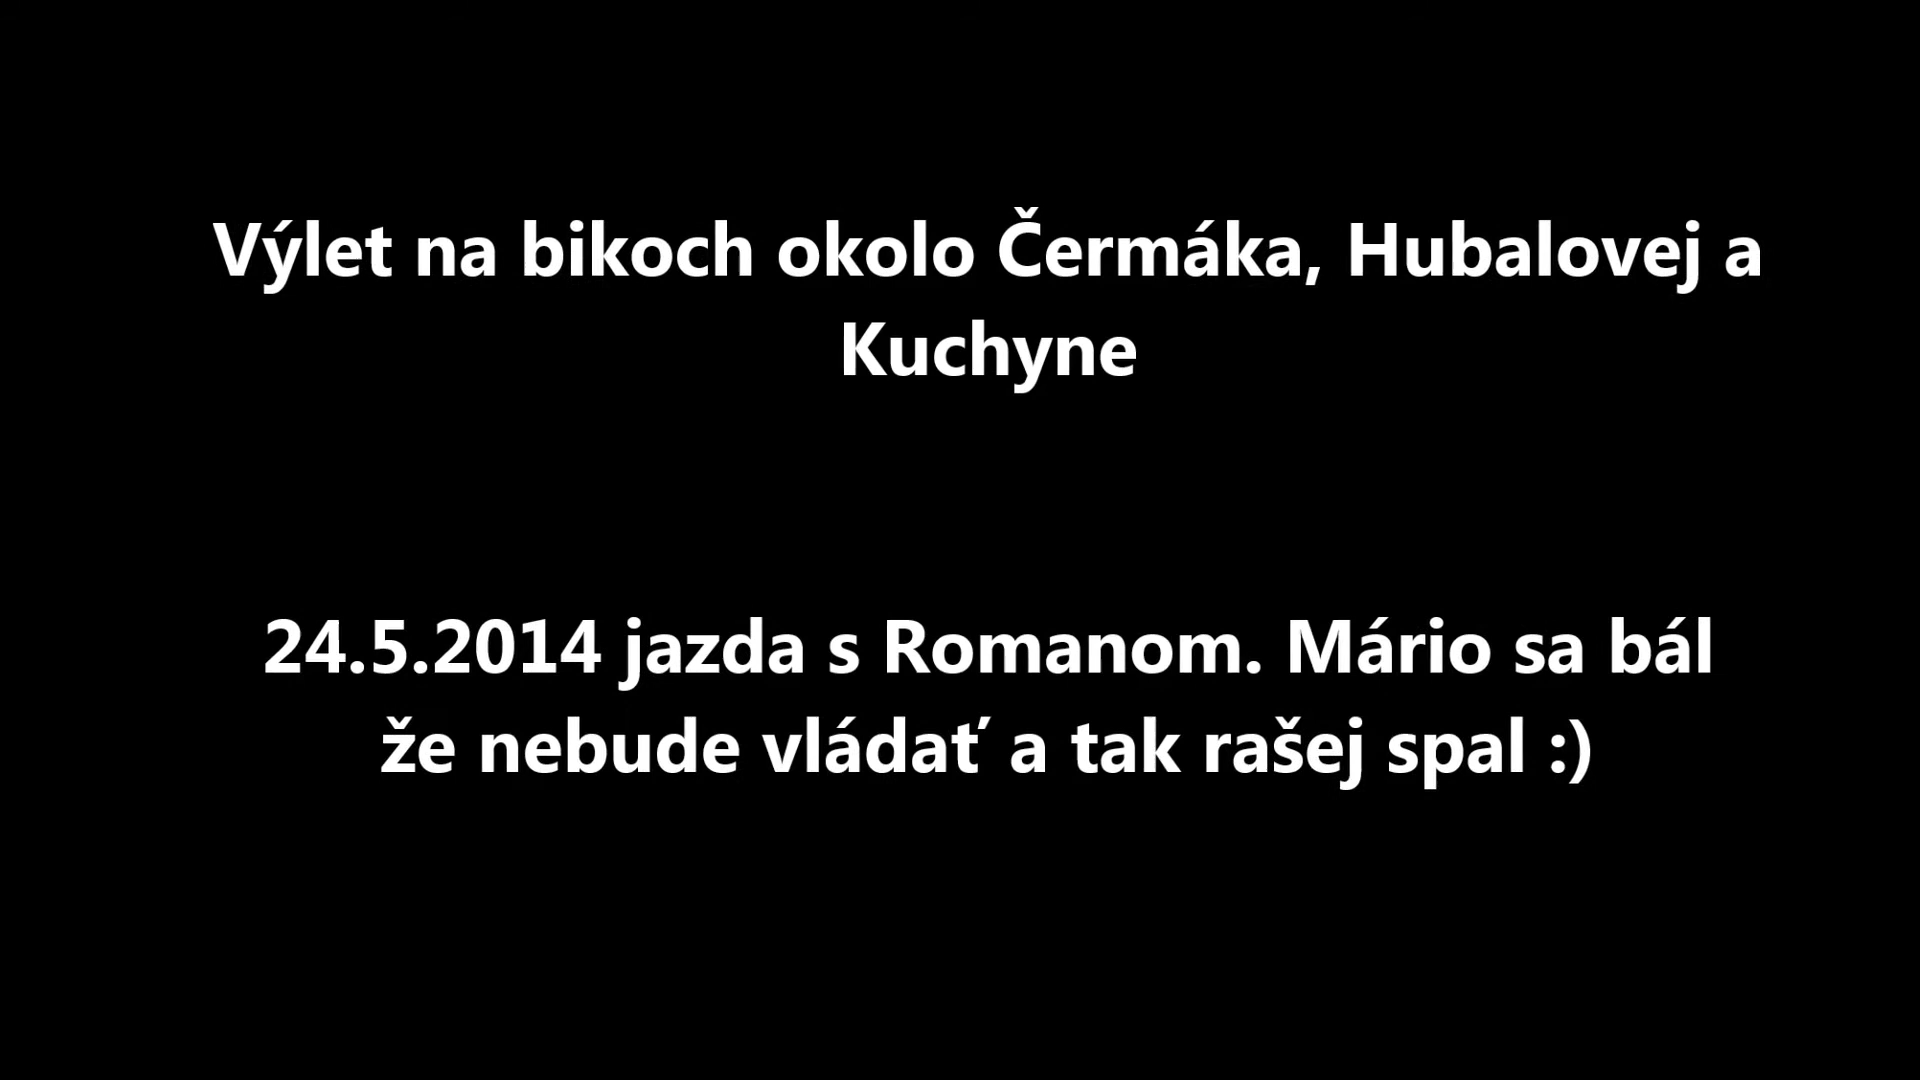 Výlet na bikoch okolo Čermáka, Hubalovej a
Kuchyne
24.5.2014 jazda s Romanom. Mário sa bál
že nebude vládať a tak rašej spal :)